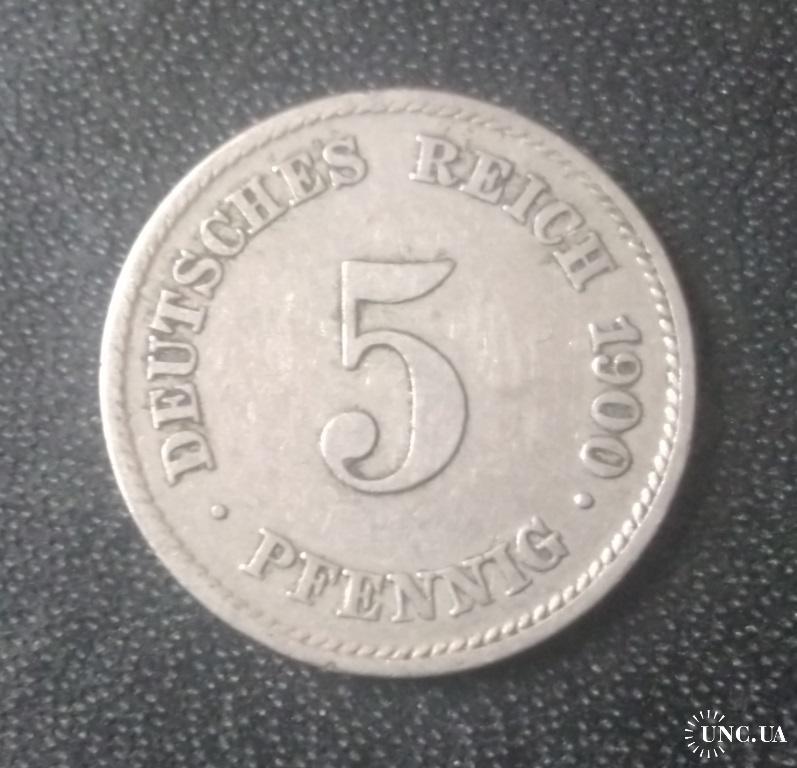 DEUTSCHES REICH 1900
5
· PFENNIG ·
UNC.UA